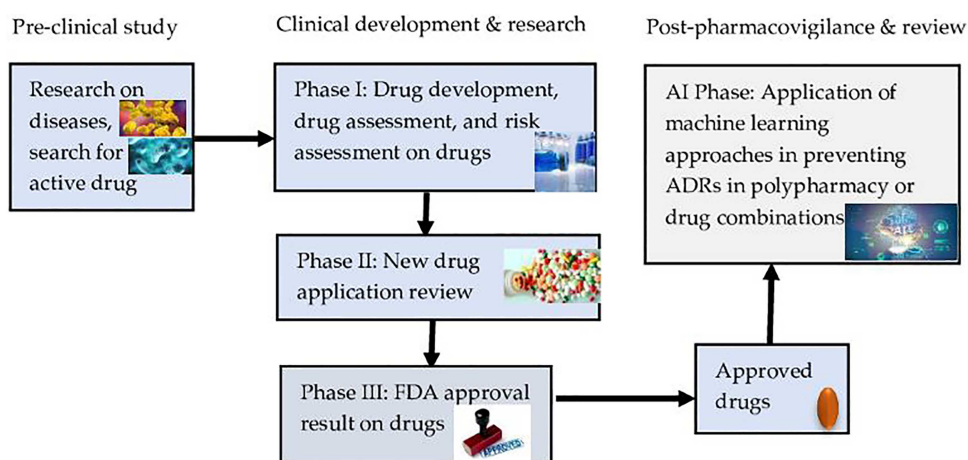 Pre-clinical study
Clinical development & research
Post-pharmacovigilance & review
Research on
diseases,
search for
active drug
Phase I: Drug development,
drug assessment, and risk
assessment on drugs
Phase II: New drug
application review
Phase III: FDA approval
result on drugs
APPROVED
Approved
drugs
AI Phase: Application of
machine learning
approaches in preventing
ADRs in polypharmacy or
drug combinations